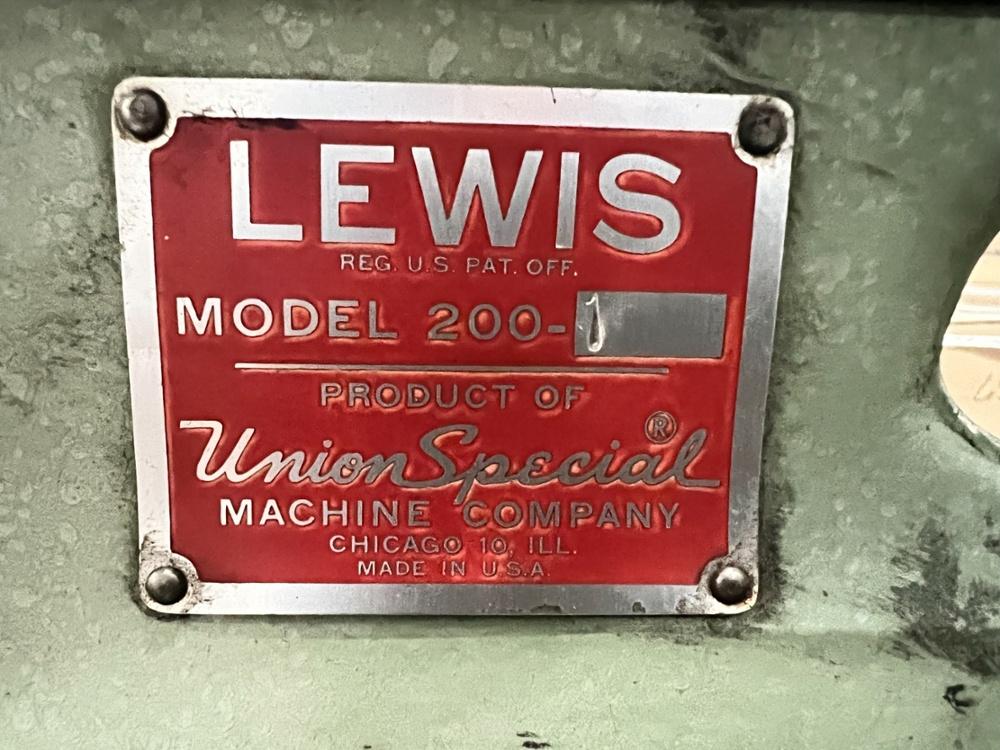 LEWIS
REG. U.S. PAT. OFF.
MODEL 200-1
PRODUCT OF
Union Special ®
MACHINE COMPANY
CHICAGO 10, ILL.
MADE IN U.S.A.